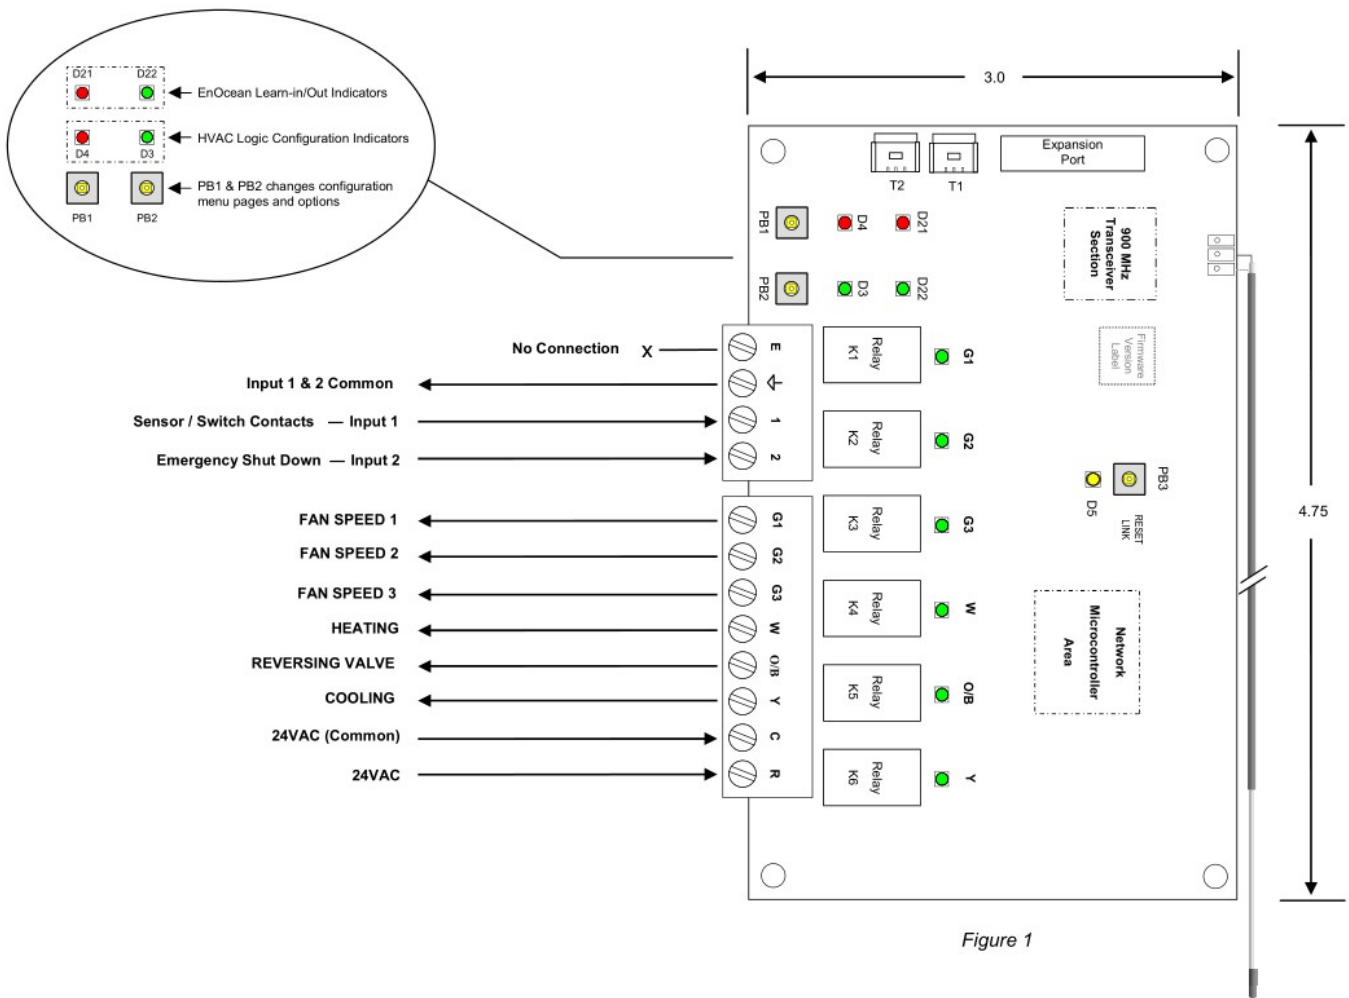 D21 D22
EnOcean Learn-in/Out Indicators
HVAC Logic Configuration Indicators
D4 D3
PB1 & PB2 changes configuration
menu pages and options
PB1 PB2
3.0
Expansion
Port
T2 T1
PB1 D4 D21
900 MHz
Transceiver
Section
PB2 D3 D22
Firmware
Version
Label
No Connection X E
Relay
K1
G1
Input 1 & 2 Common
Sensor / Switch Contacts — Input 1 1
Relay
K2
G2
Emergency Shut Down — Input 2 2
PB3
D5
RESET
LINK
4.75
FAN SPEED 1 G1
Relay
K3
G3
FAN SPEED 2 G2
FAN SPEED 3 G3
Relay
K4
W
HEATING W
Network
Microcontroller
Area
REVERSING VALVE O/B
Relay
K5
O/B
COOLING Y
24VAC (Common) C
24VAC R
Relay
K6
Y
Figure 1